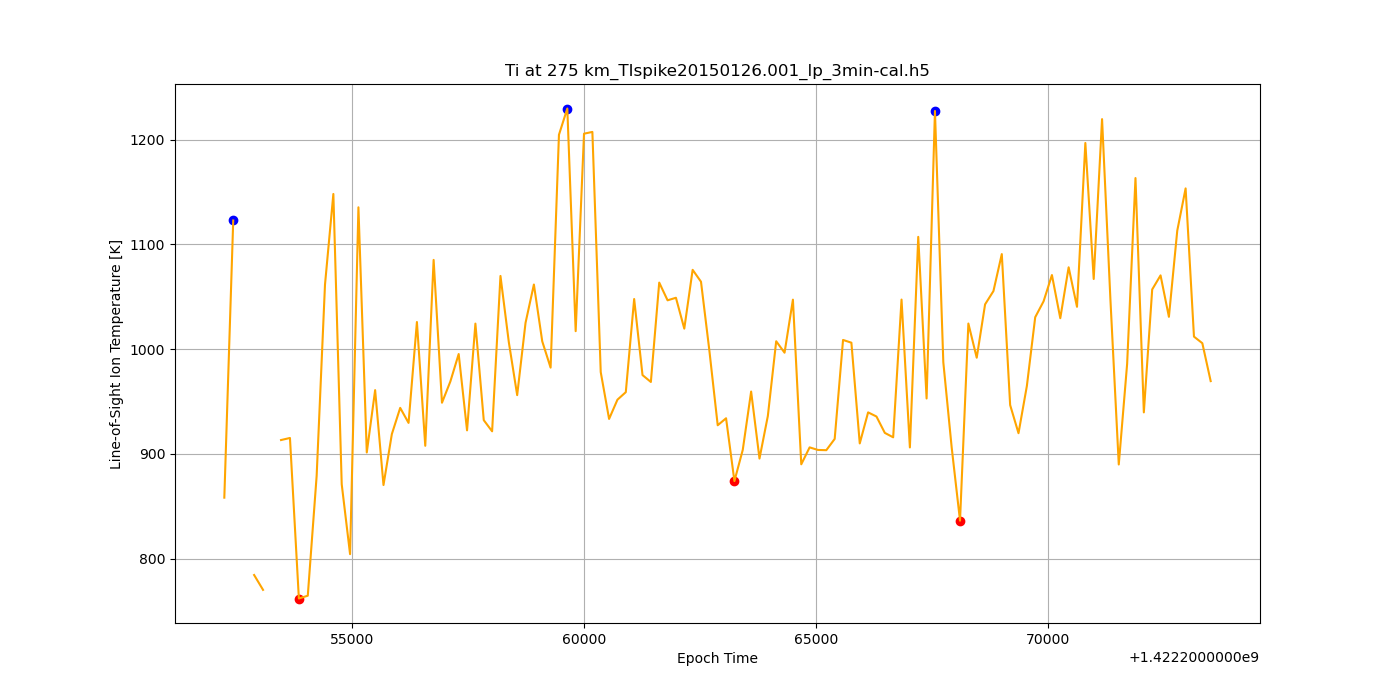 Ti at 275 km_TIspike20150126.001_lp_3min-cal.h5
Line-of-Sight Ion Temperature [K]
1200
1100
1000
900
800
55000
60000
65000
70000
Epoch Time
+1.4222000000e9